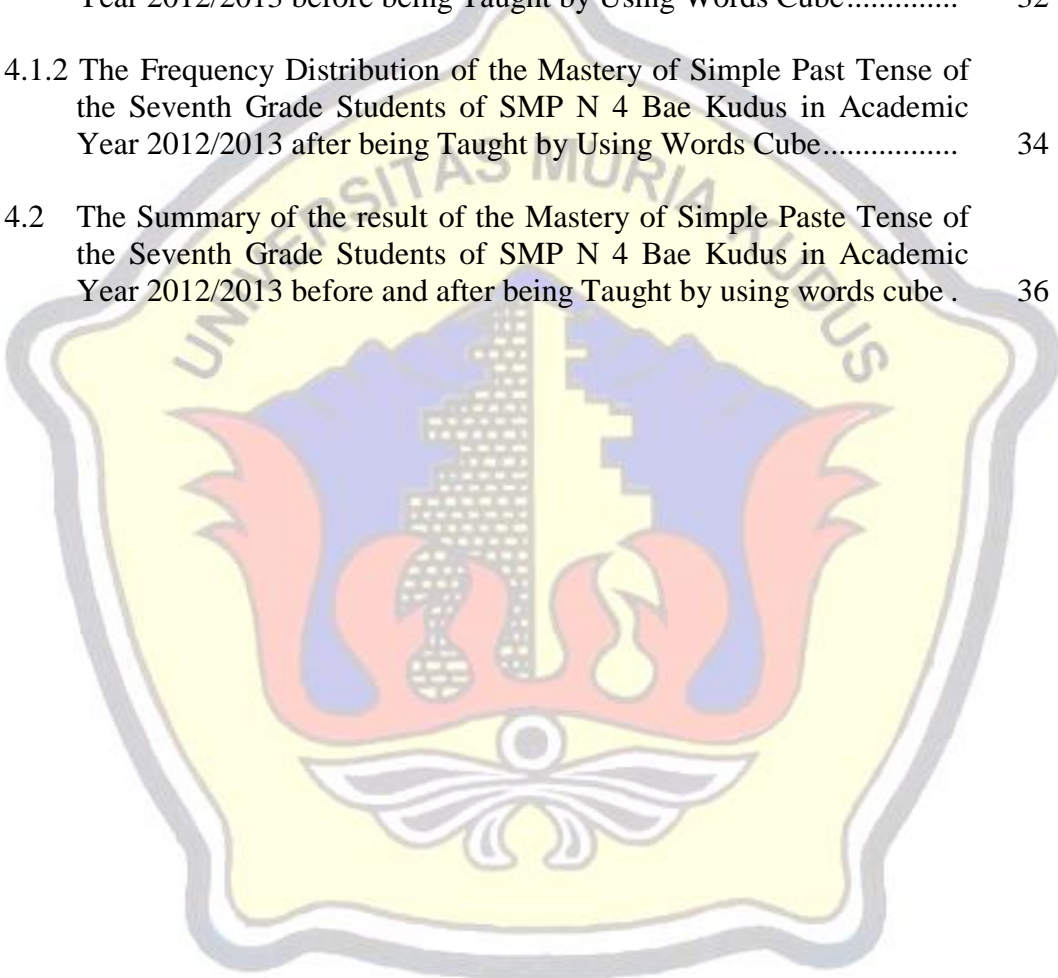 Year 2012/2013 before being Taught by Using Words Cube............. 32
4.1.2 The Frequency Distribution of the Mastery of Simple Past Tense of
the Seventh Grade Students of SMP N 4 Bae Kudus in Academic
Year 2012/2013 after being Taught by Using Words Cube................. 34
4.2 The Summary of the result of the Mastery of Simple Paste Tense of
the Seventh Grade Students of SMP N 4 Bae Kudus in Academic
Year 2012/2013 before and after being Taught by using words cube . 36
UNIVERSITAS MURIA KUDUS